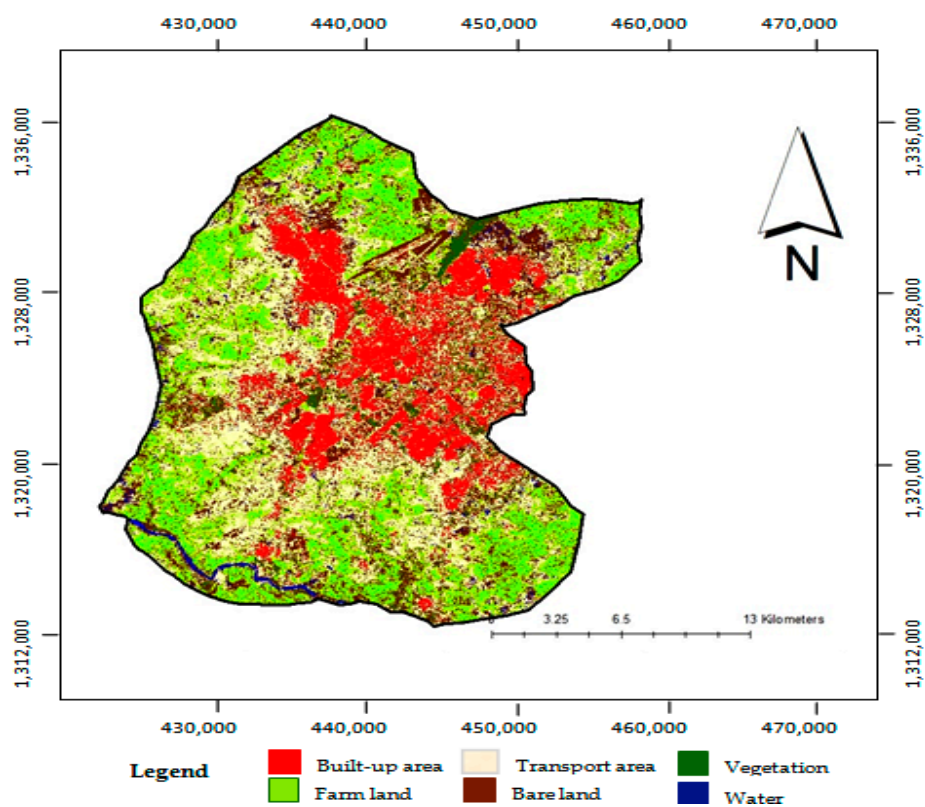 430,000 440,000 450,000 460,000 470,000
1,336,000 1,336,000
N
1,328,000 1,328,000
1,320,000 1,320,000
3.25 6.5 13 Kilometers
1,312,000 1,312,000
430,000 440,000 450,000 460,000 470,000
Legend
Built-up area Transport area Vegetation
Farm land Bare land Water